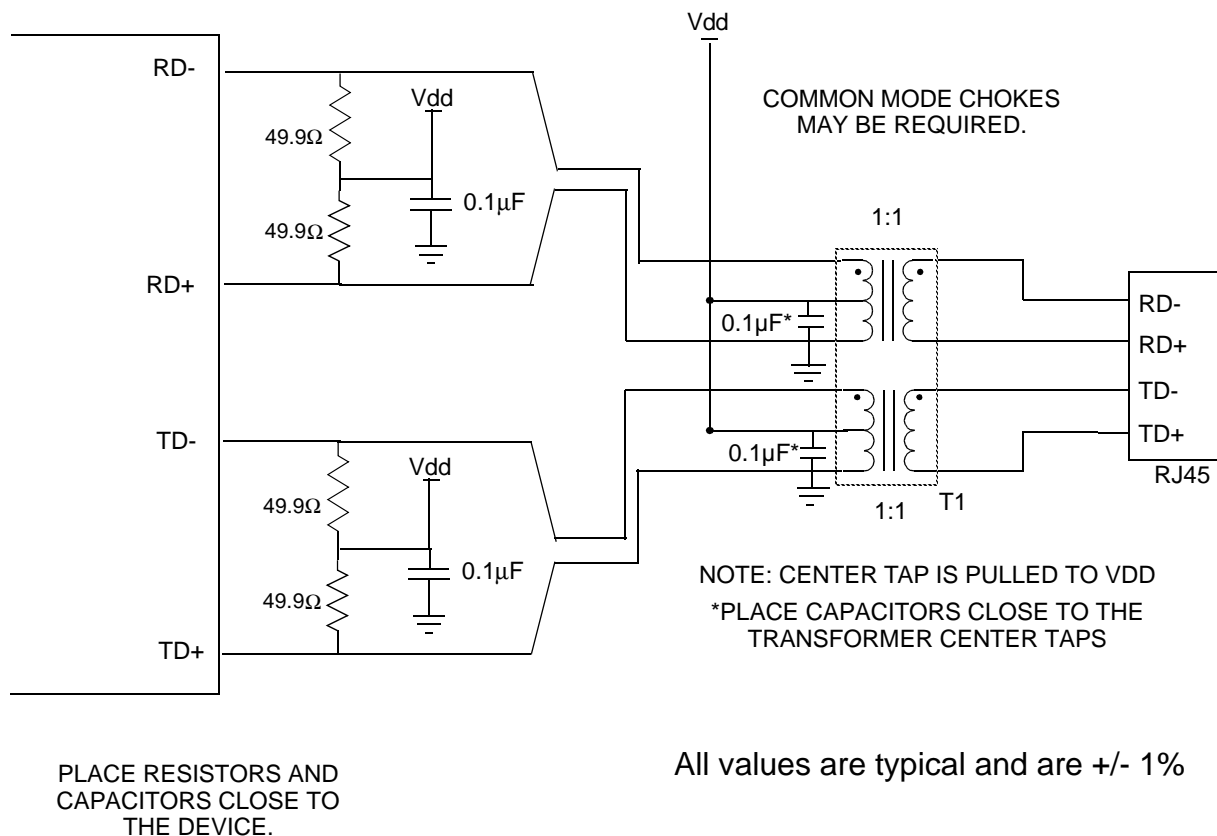 Vdd
RD-
Vdd
COMMON MODE CHOKES
MAY BE REQUIRED.
49.9Ω
0.1µF
49.9Ω
1:1
RD+
RD-
0.1µF*
RD+
TD-
TD-
Vdd
0.1µF*
TD+
RJ45
49.9Ω
1:1
T1
0.1µF
49.9Ω
NOTE: CENTER TAP IS PULLED TO VDD
*PLACE CAPACITORS CLOSE TO THE
TRANSFORMER CENTER TAPS
TD+
All values are typical and are +/- 1%
PLACE RESISTORS AND
CAPACITORS CLOSE TO
THE DEVICE.